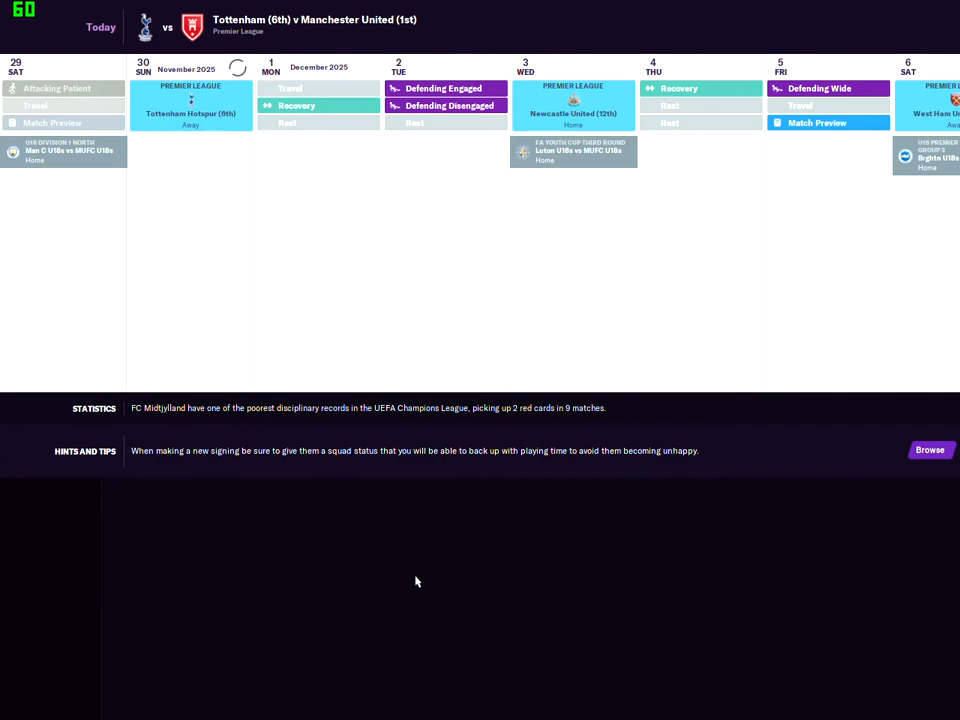 60
Today
vs
Tottenham (6th) v Manchester United (1st)
Premier League
29
SAT
30
SUN November 2025
1
MON December 2025
2
TUE
3
WED
4
THU
5
FRI
6
SAT
Attacking Patient
Travel
Match Preview
U18 DIVISION 1 NORTH
Man C U18s vs MUFC U18s
Home
PREMIER LEAGUE
Tottenham Hotspur (6th)
Away
Travel
Recovery
Rest
Defending Engaged
Defending Disengaged
Rest
PREMIER LEAGUE
Newcastle United (12th)
Home
FA YOUTH CUP THIRD ROUND
Luton U18s vs MUFC U18s
Home
Recovery
Rest
Rest
Defending Wide
Travel
Match Preview
PREMIER L
West Ham Un
Awa
U18 PREMIER
GROUP 3
Brghtn U18s
Home
STATISTICS
FC Midtjylland have one of the poorest disciplinary records in the UEFA Champions League, picking up 2 red cards in 9 matches.
HINTS AND TIPS
When making a new signing be sure to give them a squad status that you will be able to back up with playing time to avoid them becoming unhappy.
Browse